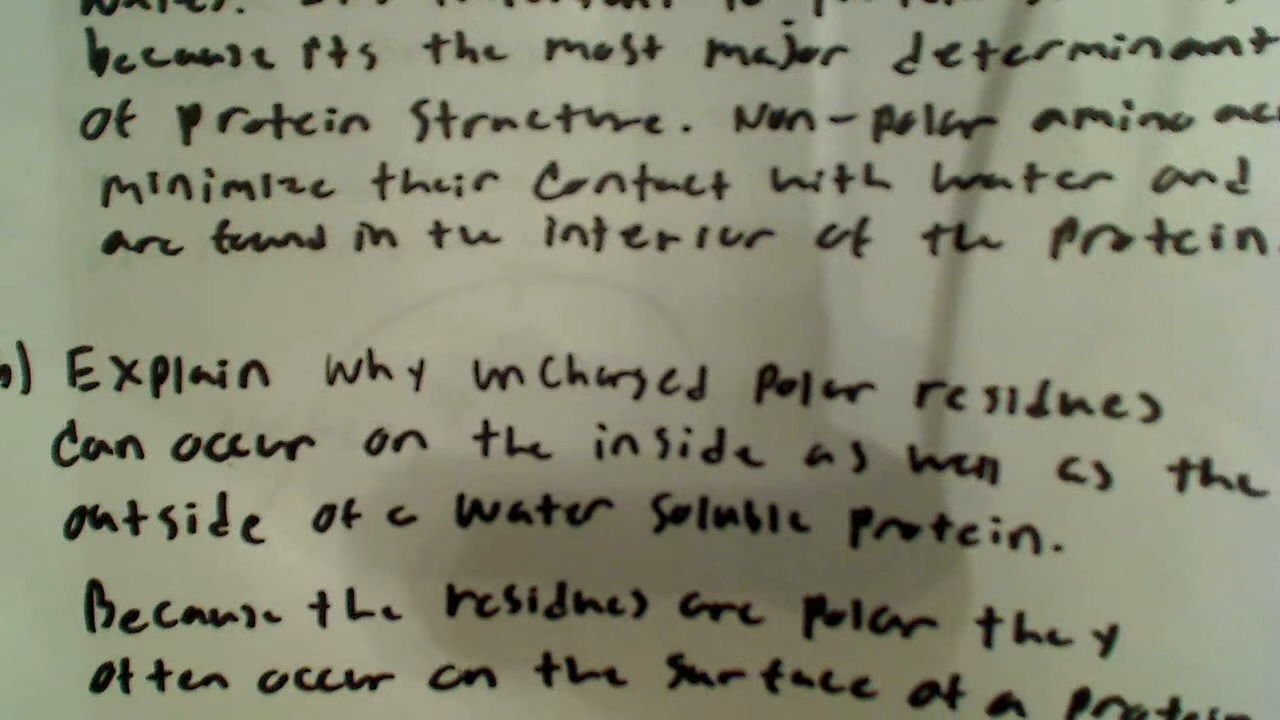 because its the most major determinant
of protein structure. Non-polar amino
minimize their contact with water and
are found in the interior of the protein.
) Explain why uncharged polar residues
can occur on the inside as well as the
outside of a water soluble protein.
Because the residues are polar they
often occur on the surface of a protein